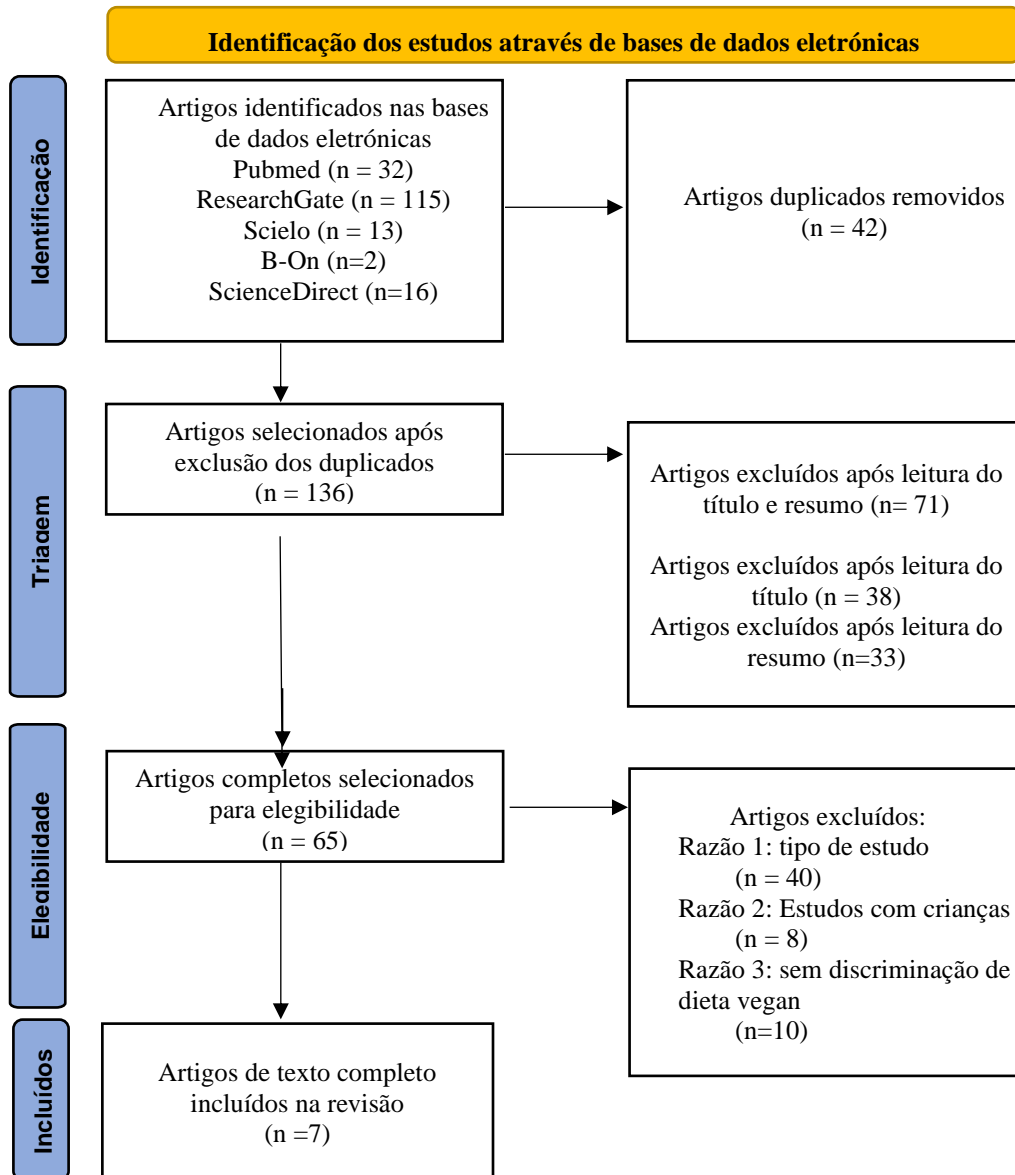 Identificação dos estudos através de bases de dados eletrónicas
Identificação
Artigos identificados nas bases
de dados eletrónicas
Pubmed (n = 32)
ResearchGate (n = 115)
Scielo (n = 13)
B-On (n=2)
ScienceDirect (n=16)
Artigos duplicados removidos
(n = 42)
Triagem
Artigos selecionados após
exclusão dos duplicados
(n = 136)
Artigos excluídos após leitura do
título e resumo (n= 71)
Artigos excluídos após leitura do
título (n = 38)
Artigos excluídos após leitura do
resumo (n=33)
Elegibilidade
Artigos completos selecionados
para elegibilidade
(n = 65)
Artigos excluídos:
Razão 1: tipo de estudo
(n = 40)
Razão 2: Estudos com crianças
(n = 8)
Razão 3: sem discriminação de
dieta vegan
(n=10)
Incluídos
Artigos de texto completo
incluídos na revisão
(n =7)